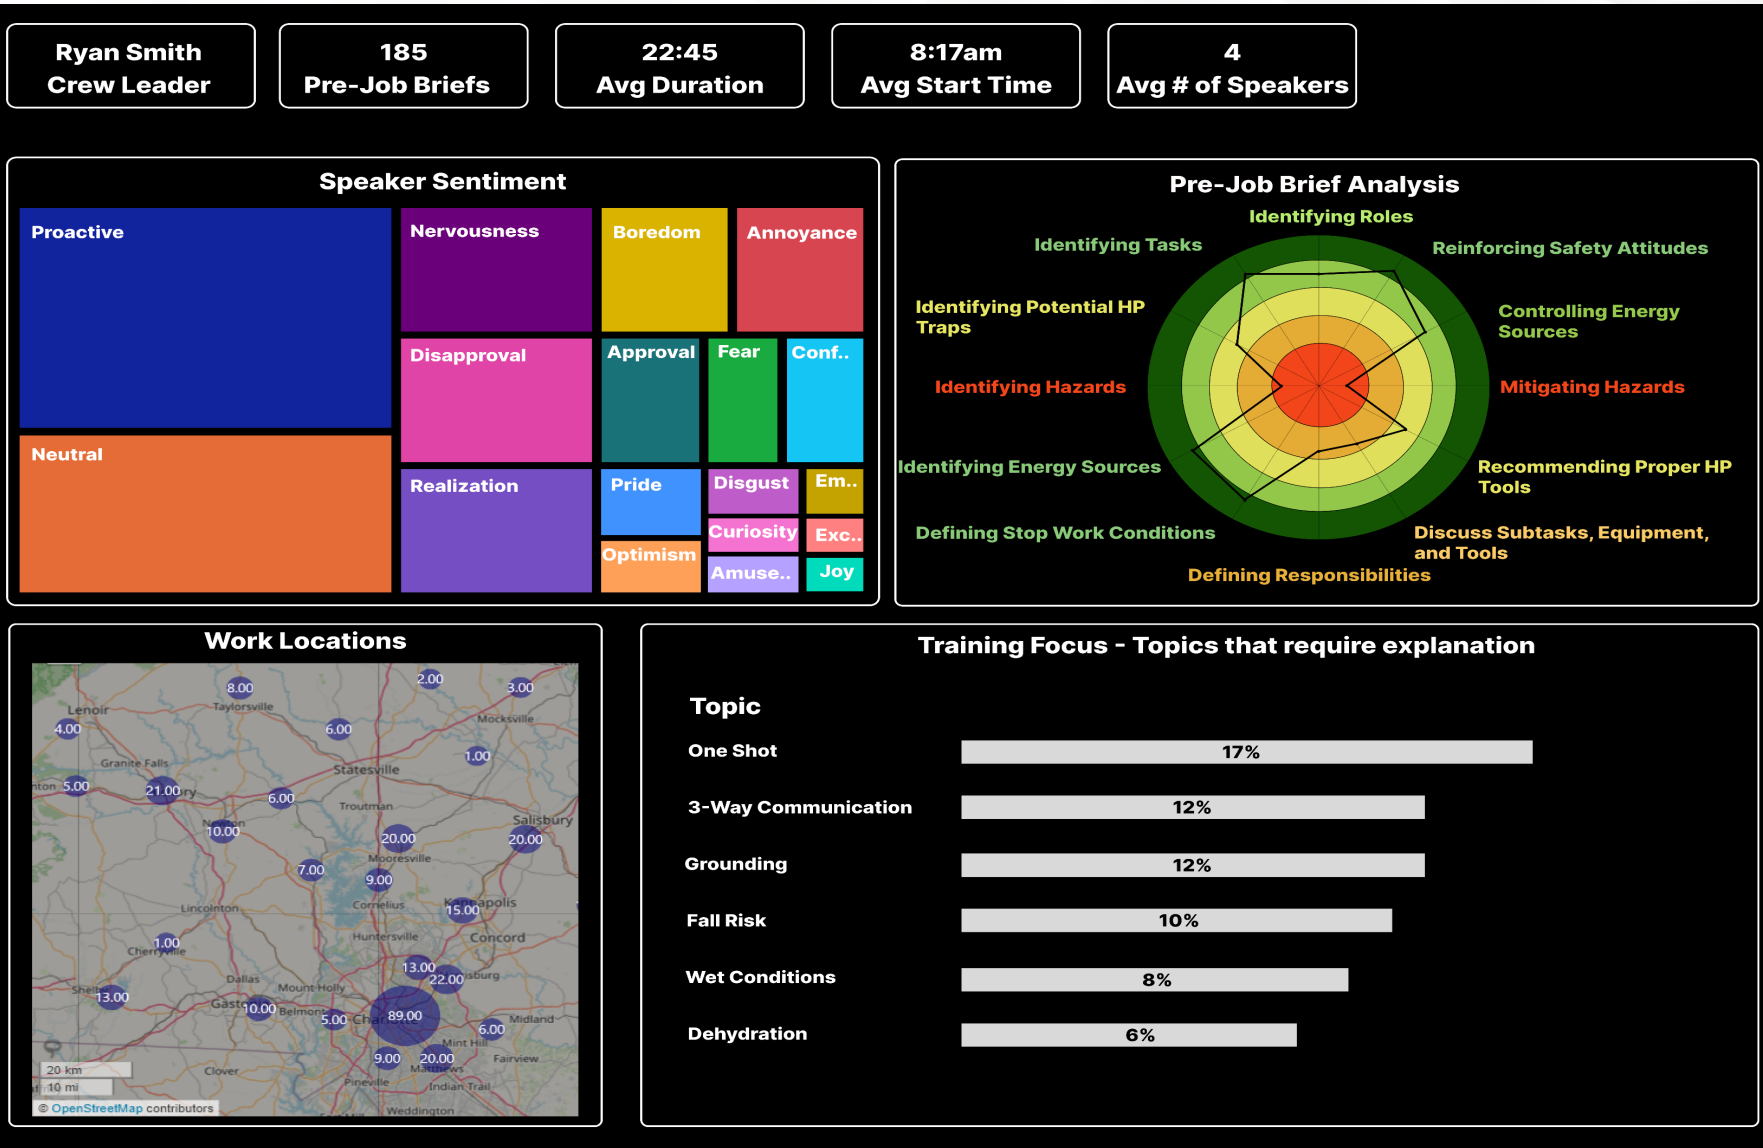 Ryan Smith
Crew Leader
185
Pre-Job Briefs
22:45
Avg Duration
8:17am
Avg Start Time
4
Avg # of Speakers
Speaker Sentiment
Proactive
Neutral
Nervousness
Disapproval
Realization
Boredom
Annoyance
Approval
Fear
Conf..
Pride
Optimism
Disgust
Em..
Curiosity
Exc..
Amuse..
Joy
Pre-Job Brief Analysis
Identifying Roles
Identifying Tasks
Reinforcing Safety Attitudes
Identifying Potential HP
Traps
Controlling Energy
Sources
Identifying Hazards
Mitigating Hazards
Identifying Energy Sources
Recommending Proper HP
Tools
Defining Stop Work Conditions
Discuss Subtasks, Equipment,
and Tools
Defining Responsibilities
Work Locations
2.00
8.00
3.00
Taylorsville
Lenoir
Mocksville
4.00
6.00
1.00
Granite Falls
Statesville
5.00
21.00
6.00
Troutman
Salisbury
Newton
10.00
20.00
20.00
Mooresville
7.00
9.00
Lincolnton
Cornelius
Kannapolis
15.00
Huntersville
Concord
1.00
Cherryville
13.00
22.00
Dallas
Mount Holly
13.00
10.00
Belmont
5.00
Charlotte
89.00
6.00
Midland
Mint Hill
9.00
20.00
Fairview
Matthews
Clover
Pineville
Indian Trail
Weddington
20 km
10 mi
© OpenStreetMap contributors
Training Focus - Topics that require explanation
Topic
One Shot
17%
3-Way Communication
12%
Grounding
12%
Fall Risk
10%
Wet Conditions
8%
Dehydration
6%